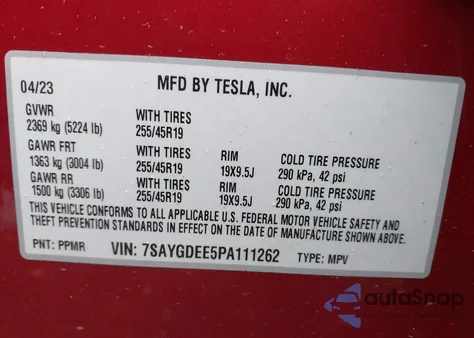 04/23 MFD BY TESLA, INC.
GVWR WITH TIRES
2369 kg (5224 lb) 255/45R19
GAWR FRT WITH TIRES RIM COLD TIRE PRESSURE
1363 kg (3004 lb) 255/45R19 19X9.5J 290 kPa, 42 psi
GAWR RR WITH TIRES RIM COLD TIRE PRESSURE
1500 kg (3306 lb) 255/45R19 19X9.5J 290 kPa, 42 psi
THIS VEHICLE CONFORMS TO ALL APPLICABLE U.S. FEDERAL MOTOR VEHICLE SAFETY AND
THEFT PREVENTION STANDARDS IN EFFECT ON THE DATE OF MANUFACTURE SHOWN ABOVE.
PNT: PPMR VIN: 7SAYGDEE5PA111262 TYPE: MPV
autoSnap